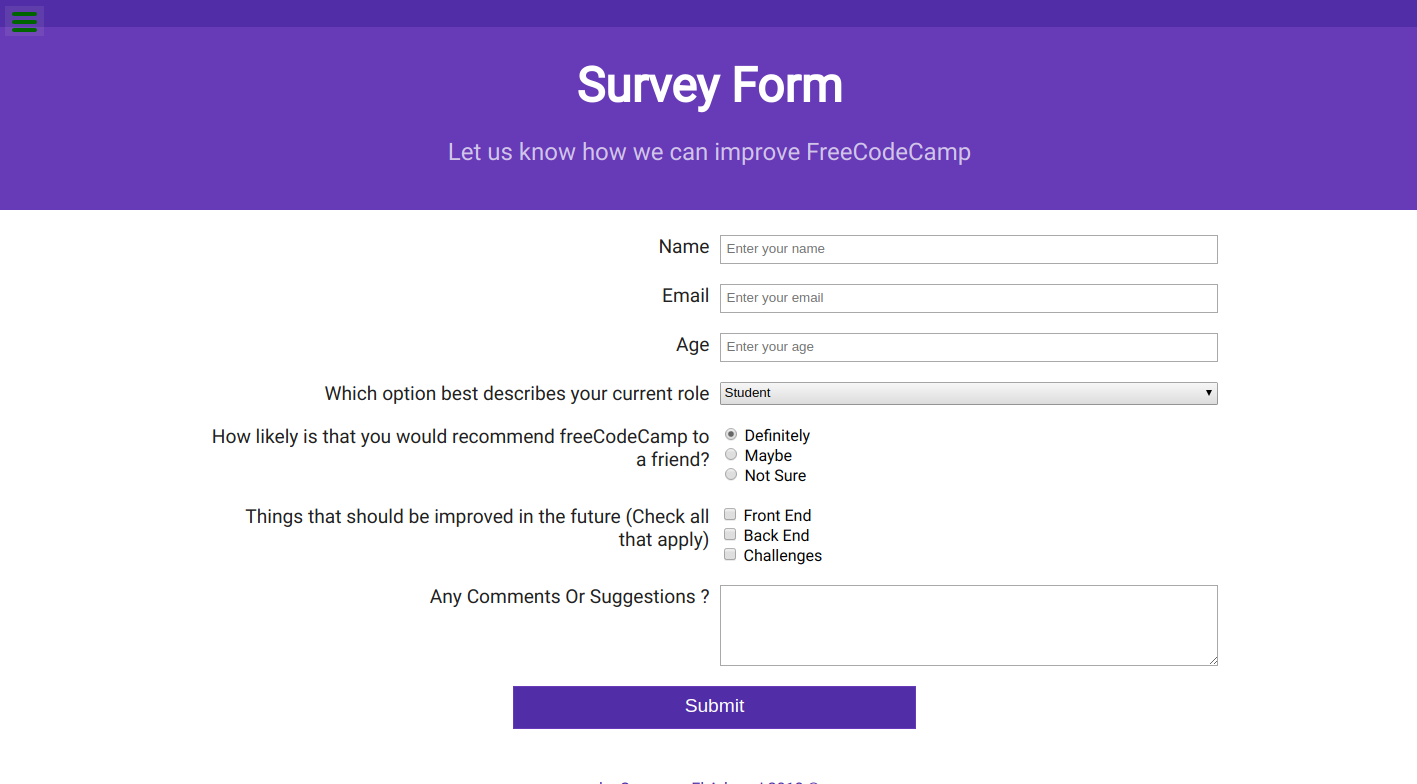 Survey Form
Let us know how we can improve FreeCodeCamp
Name
Enter your name
Email
Enter your email
Age
Enter your age
Which option best describes your current role
Student
How likely is that you would recommend freeCodeCamp to
a friend?
Definitely
Maybe
Not Sure
Things that should be improved in the future (Check all
that apply)
Front End
Back End
Challenges
Any Comments Or Suggestions ?
Submit